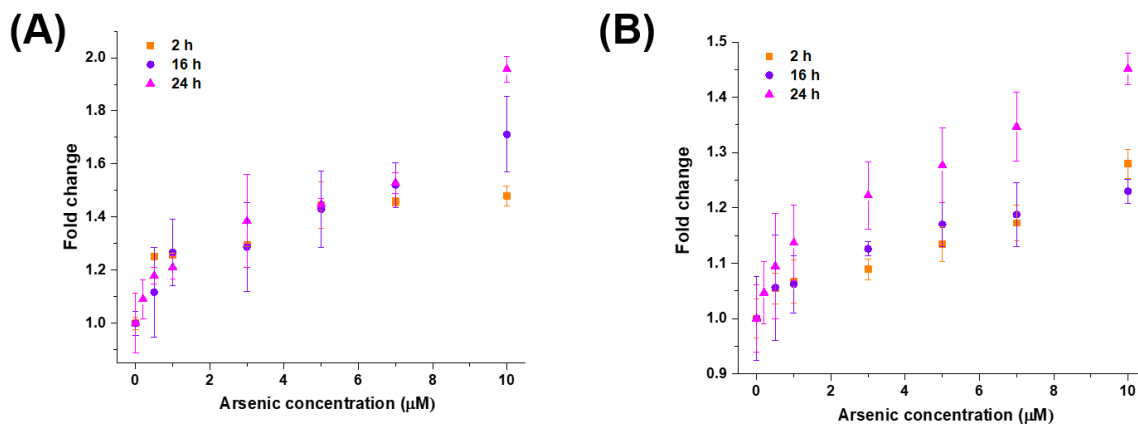 (A)
2 h
16 h
24 h
Fold change
2.0
1.8
1.6
1.4
1.2
1.0
0 2 4 6 8 10
Arsenic concentration (µM)
(B)
2 h
16 h
24 h
Fold change
1.5
1.4
1.3
1.2
1.1
1.0
0.9
0 2 4 6 8 10
Arsenic concentration (µM)